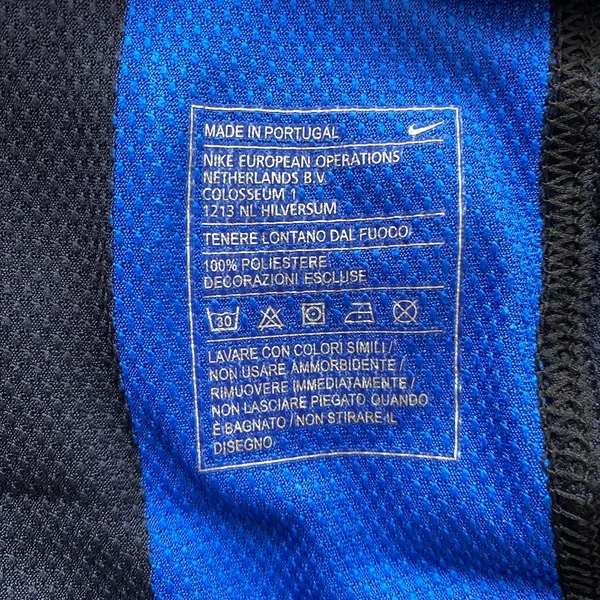 MADE IN PORTUGAL
NIKE EUROPEAN OPERATIONS
NETHERLANDS B.V.
COLOSSEUM 1
1213 NL HILVERSUM
TENERE LONTANO DAL FUOCO
100% POLIESTERE
DECORAZIONI ESCLUSE
30
LAVARE CON COLORI SIMILI /
NON USARE AMMORBIDENTE /
RIMUOVERE IMMEDIATAMENTE /
NON LASCIARE PIEGATO QUANDO
È BAGNATO / NON STIRARE IL
DISEGNO